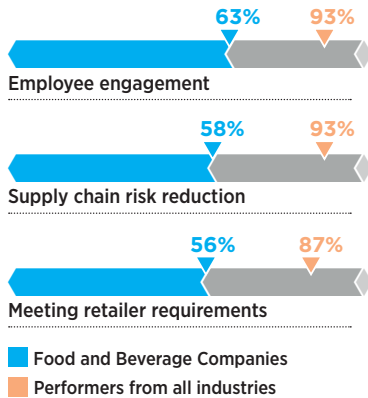 63% 93%
Employee engagement
58% 93%
Supply chain risk reduction
56% 87%
Meeting retailer requirements
Food and Beverage Companies
Performers from all industries